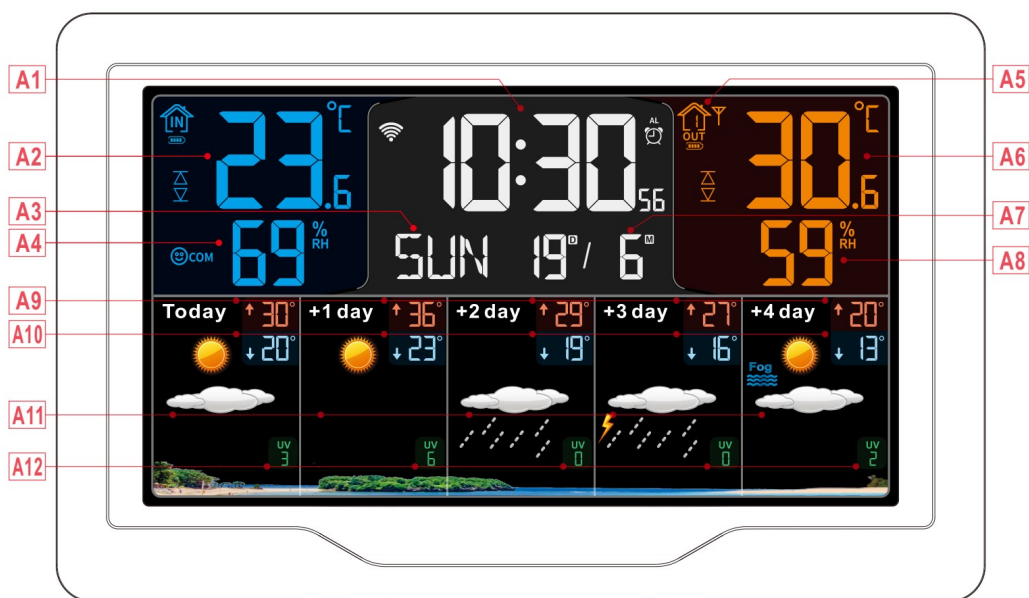 A1
A2
A3
A4
A5
A6
A7
A8
A9
A10
A11
A12
IN
23.6 °C
69 % RH
COM
10:30 56
AL
SUN 19 D / 6 M
1
OUT
30.6 °C
59 % RH
Today ↑ 30°
↓ 20°
UV
3
+1 day ↑ 36°
↓ 23°
UV
6
+2 day ↑ 29°
↓ 19°
UV
0
+3 day ↑ 27°
↓ 16°
UV
0
+4 day ↑ 20°
↓ 13°
Fog
UV
2